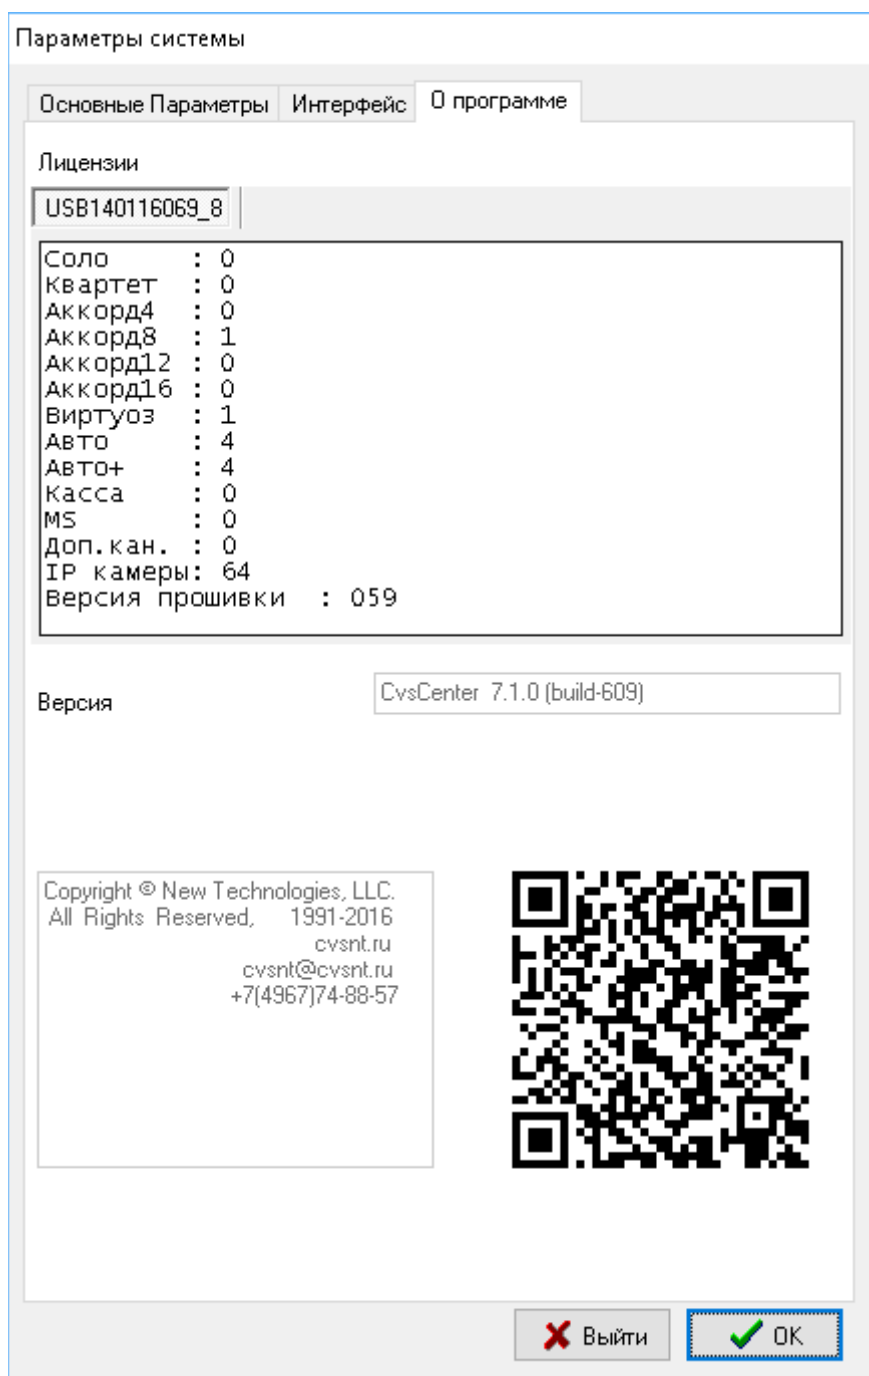 Параметры системы
Основные Параметры Интерфейс О программе
Лицензии
USB140116069_8
Соло : 0
Квартет : 0
Аккорд4 : 0
Аккорд8 : 1
Аккорд12 : 0
Аккорд16 : 0
Виртуоз : 1
Авто : 4
Авто+ : 4
Касса : 0
MS : 0
Доп.кан. : 0
IP камеры: 64
Версия прошивки : 059
Версия CvsCenter 7.1.0 (build-609)
Copyright © New Technologies, LLC.
All Rights Reserved, 1991-2016
cvsnt.ru
cvsnt@cvsnt.ru
+7(4967)74-88-57
Выйти OK